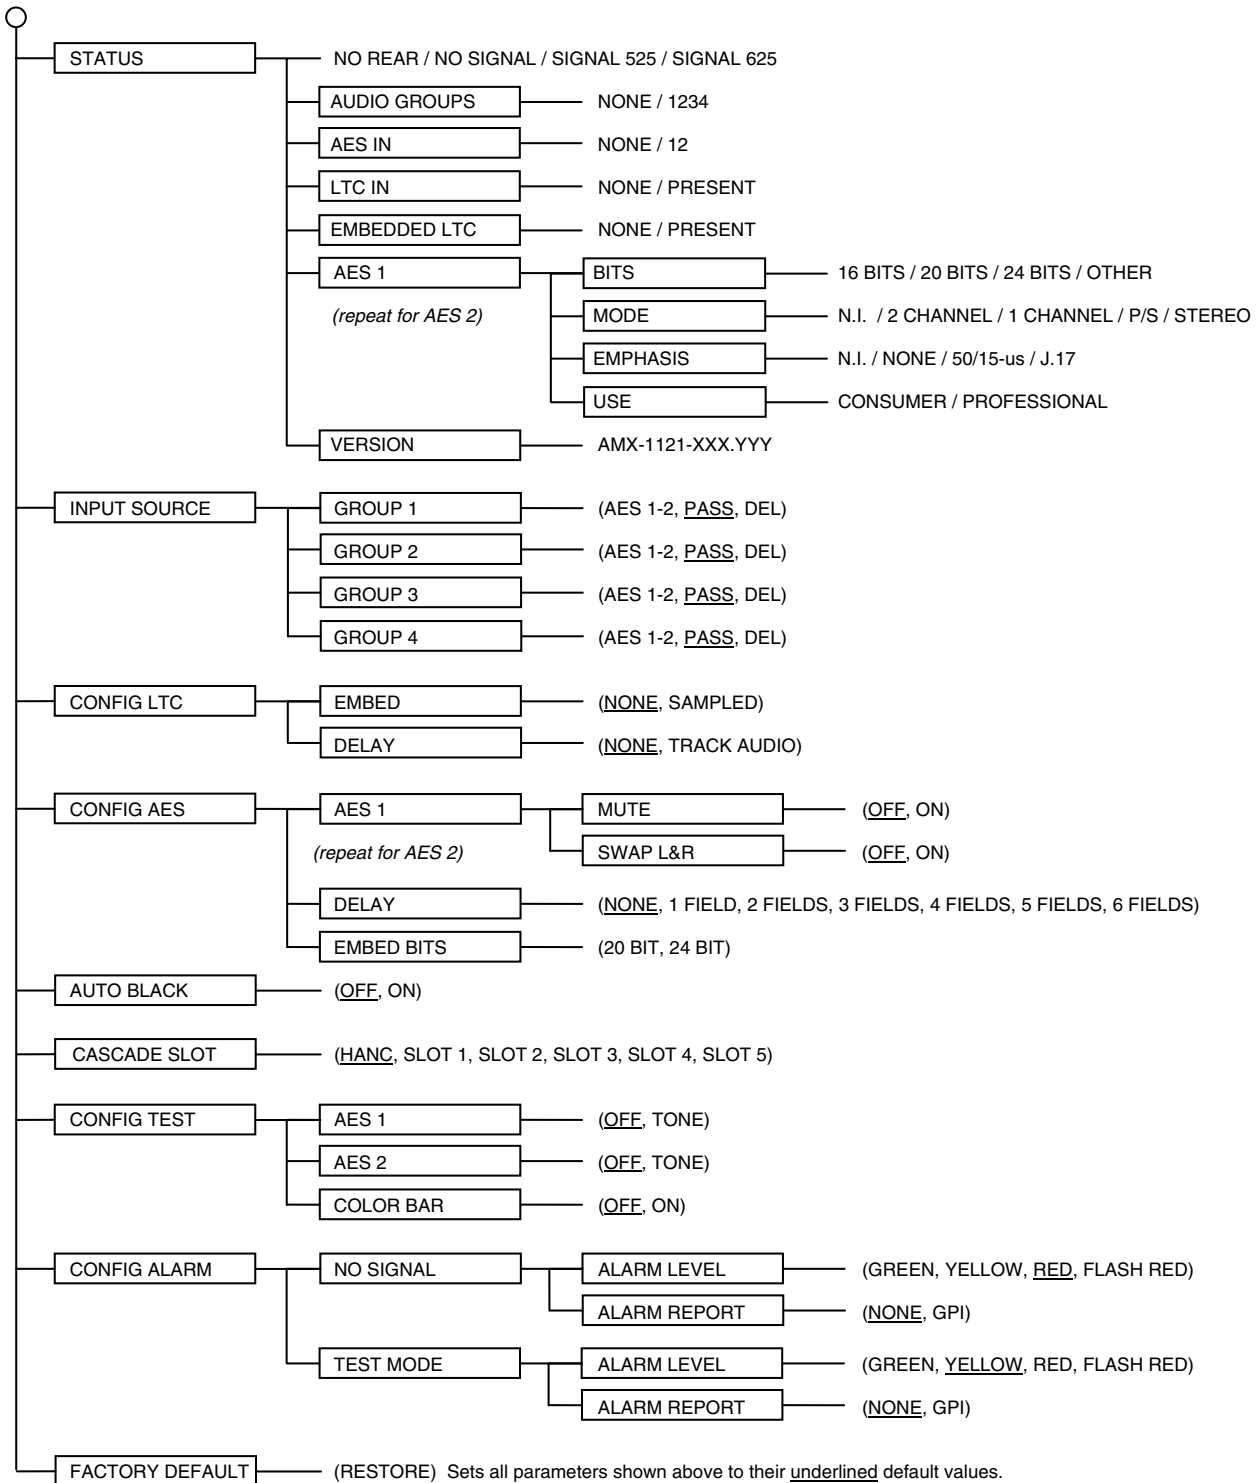 STATUS NO REAR / NO SIGNAL / SIGNAL 525 / SIGNAL 625
AUDIO GROUPS NONE / 1234
AES IN NONE / 12
LTC IN NONE / PRESENT
EMBEDDED LTC NONE / PRESENT
AES 1 BITS 16 BITS / 20 BITS / 24 BITS / OTHER
(repeat for AES 2) MODE N.I. / 2 CHANNEL / 1 CHANNEL / P/S / STEREO
EMPHASIS N.I. / NONE / 50/15-us / J.17
USE CONSUMER / PROFESSIONAL
VERSION AMX-1121-XXX.YYY
INPUT SOURCE GROUP 1 (AES 1-2, PASS, DEL)
GROUP 2 (AES 1-2, PASS, DEL)
GROUP 3 (AES 1-2, PASS, DEL)
GROUP 4 (AES 1-2, PASS, DEL)
CONFIG LTC EMBED (NONE, SAMPLED)
DELAY (NONE, TRACK AUDIO)
CONFIG AES AES 1 MUTE (OFF, ON)
(repeat for AES 2) SWAP L&R (OFF, ON)
DELAY (NONE, 1 FIELD, 2 FIELDS, 3 FIELDS, 4 FIELDS, 5 FIELDS, 6 FIELDS)
EMBED BITS (20 BIT, 24 BIT)
AUTO BLACK (OFF, ON)
CASCADE SLOT (HANC, SLOT 1, SLOT 2, SLOT 3, SLOT 4, SLOT 5)
CONFIG TEST AES 1 (OFF, TONE)
AES 2 (OFF, TONE)
COLOR BAR (OFF, ON)
CONFIG ALARM NO SIGNAL ALARM LEVEL (GREEN, YELLOW, RED, FLASH RED)
ALARM REPORT (NONE, GPI)
TEST MODE ALARM LEVEL (GREEN, YELLOW, RED, FLASH RED)
ALARM REPORT (NONE, GPI)
FACTORY DEFAULT (RESTORE) Sets all parameters shown above to their underlined default values.